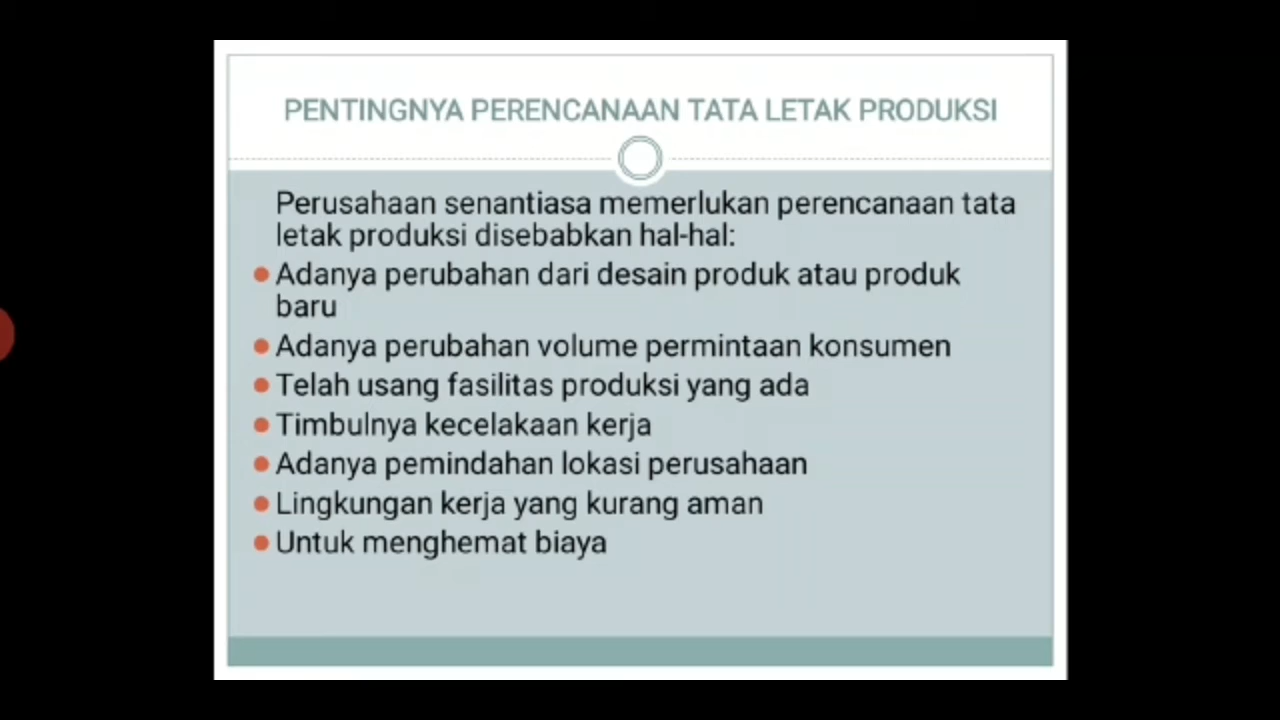 PENTINGNYA PERENCANAAN TATA LETAK PRODUKSI
Perusahaan senantiasa memerlukan perencanaan tata
letak produksi disebabkan hal-hal:
Adanya perubahan dari desain produk atau produk
baru
Adanya perubahan volume permintaan konsumen
Telah usang fasilitas produksi yang ada
Timbulnya kecelakaan kerja
Adanya pemindahan lokasi perusahaan
Lingkungan kerja yang kurang aman
Untuk menghemat biaya